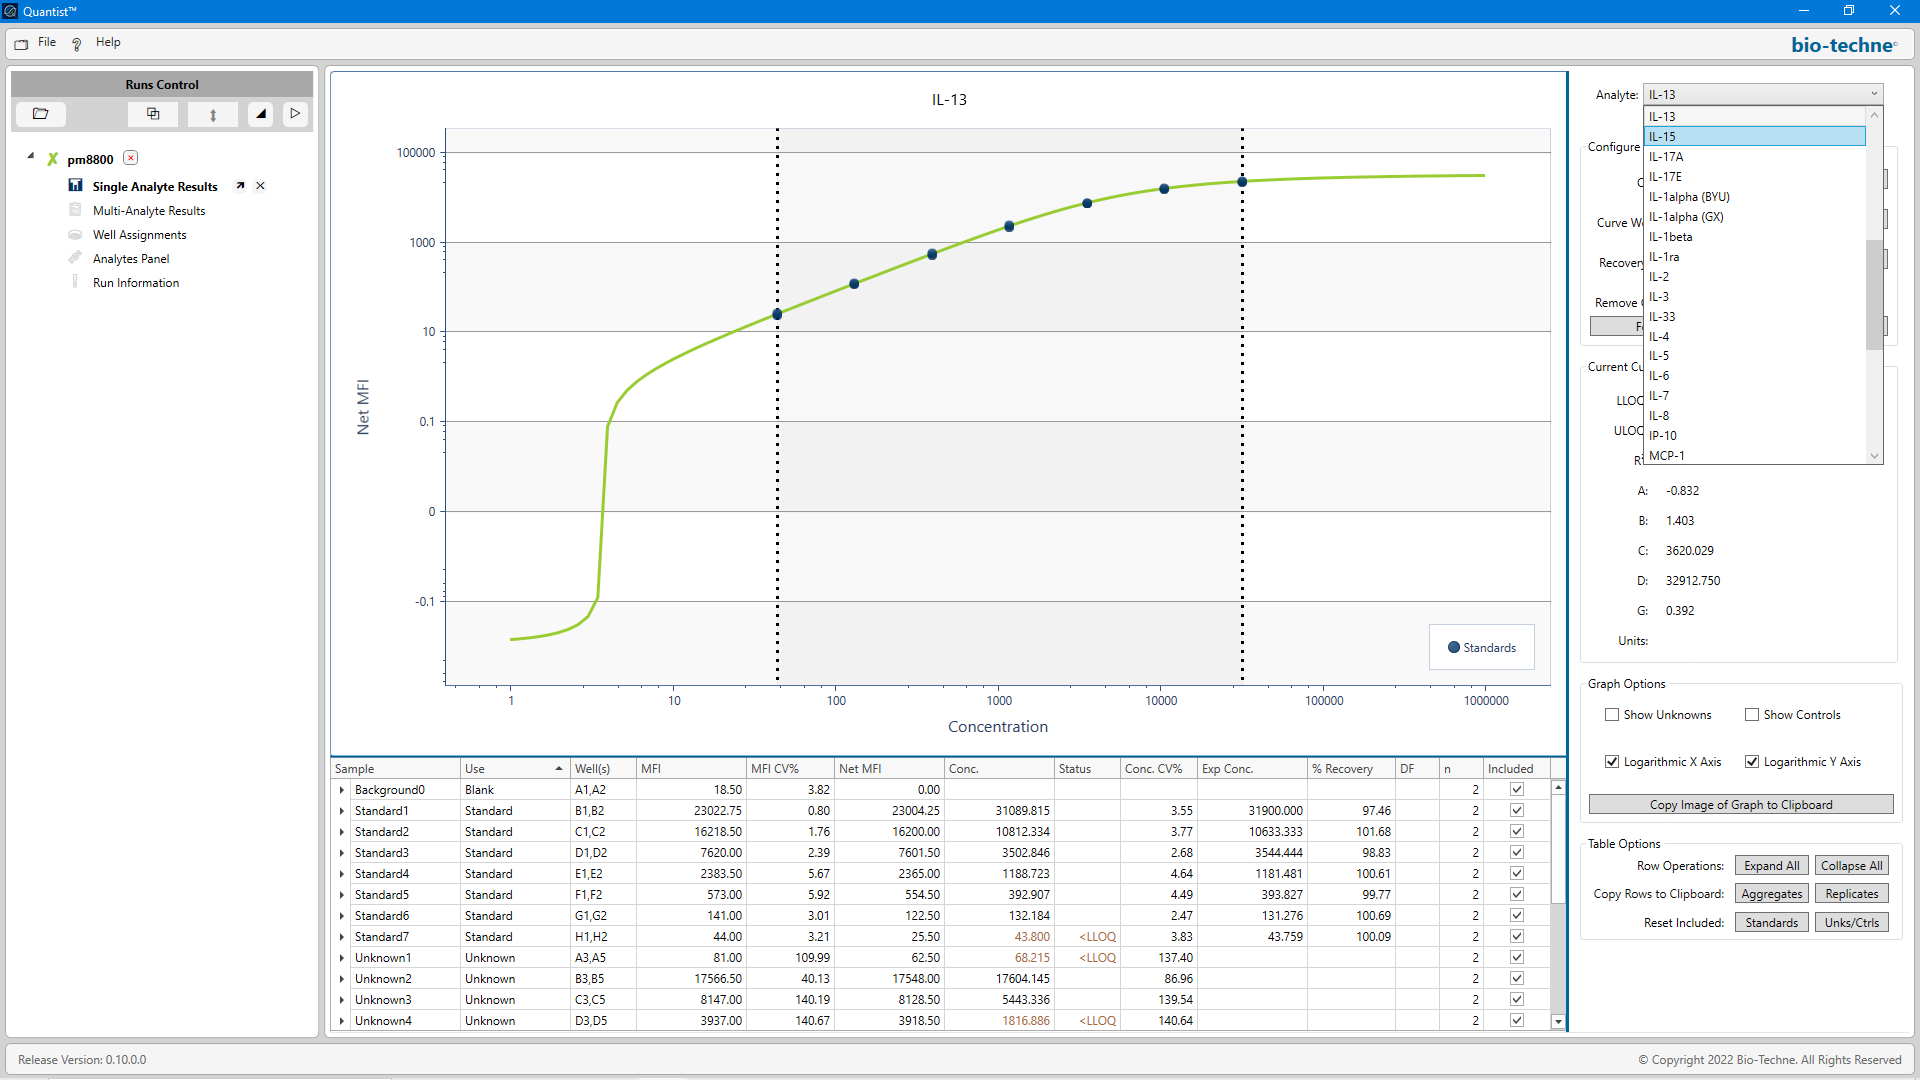 Quantist™
File Help
bio-techne
Runs Control
pm8800
Single Analyte Results
Multi-Analyte Results
Well Assignments
Analytes Panel
Run Information
IL-13
Net MFI
100000
1000
10
0.1
0
-0.1
1 10 100 1000 10000 100000 1000000
Concentration
Standards
Sample Use Well(s) MFI MFI CV% Net MFI Conc. Status Conc. CV% Exp Conc. % Recovery DF n Included
Background0 Blank A1,A2 18.50 3.82 0.00 2
Standard1 Standard B1,B2 23022.75 0.80 23004.25 31089.815 3.55 31900.000 97.46 2
Standard2 Standard C1,C2 16218.50 1.76 16200.00 10812.334 3.77 10633.333 101.68 2
Standard3 Standard D1,D2 7620.00 2.39 7601.50 3502.846 2.68 3544.444 98.83 2
Standard4 Standard E1,E2 2383.50 5.67 2365.00 1188.723 4.64 1181.481 100.61 2
Standard5 Standard F1,F2 573.00 5.92 554.50 392.907 4.49 393.827 99.77 2
Standard6 Standard G1,G2 141.00 3.01 122.50 132.184 2.47 131.276 100.69 2
Standard7 Standard H1,H2 44.00 3.21 25.50 43.800 <LLOQ 3.83 43.759 100.09 2
Unknown1 Unknown A3,A5 81.00 109.99 62.50 68.215 <LLOQ 137.40 2
Unknown2 Unknown B3,B5 17566.50 40.13 17548.00 17604.145 86.96 2
Unknown3 Unknown C3,C5 8147.00 140.19 8128.50 5443.336 139.54 2
Unknown4 Unknown D3,D5 3937.00 140.67 3918.50 1816.886 <LLOQ 140.64 2
Analyte: IL-13
IL-13
IL-15
IL-17A
IL-17E
IL-1alpha (BYU)
IL-1alpha (GX)
IL-1beta
IL-1ra
IL-2
IL-3
IL-33
IL-4
IL-5
IL-6
IL-7
IL-8
IP-10
MCP-1
Configure
Curve
Recovery
Remove
Current
LLOQ
ULOQ
A: -0.832
B: 1.403
C: 3620.029
D: 32912.750
G: 0.392
Units:
Graph Options
Show Unknowns Show Controls
Logarithmic X Axis Logarithmic Y Axis
Copy Image of Graph to Clipboard
Table Options
Row Operations: Expand All Collapse All
Copy Rows to Clipboard: Aggregates Replicates
Reset Included: Standards Unks/Ctrls
Release Version: 0.10.0.0
© Copyright 2022 Bio-Techne. All Rights Reserved